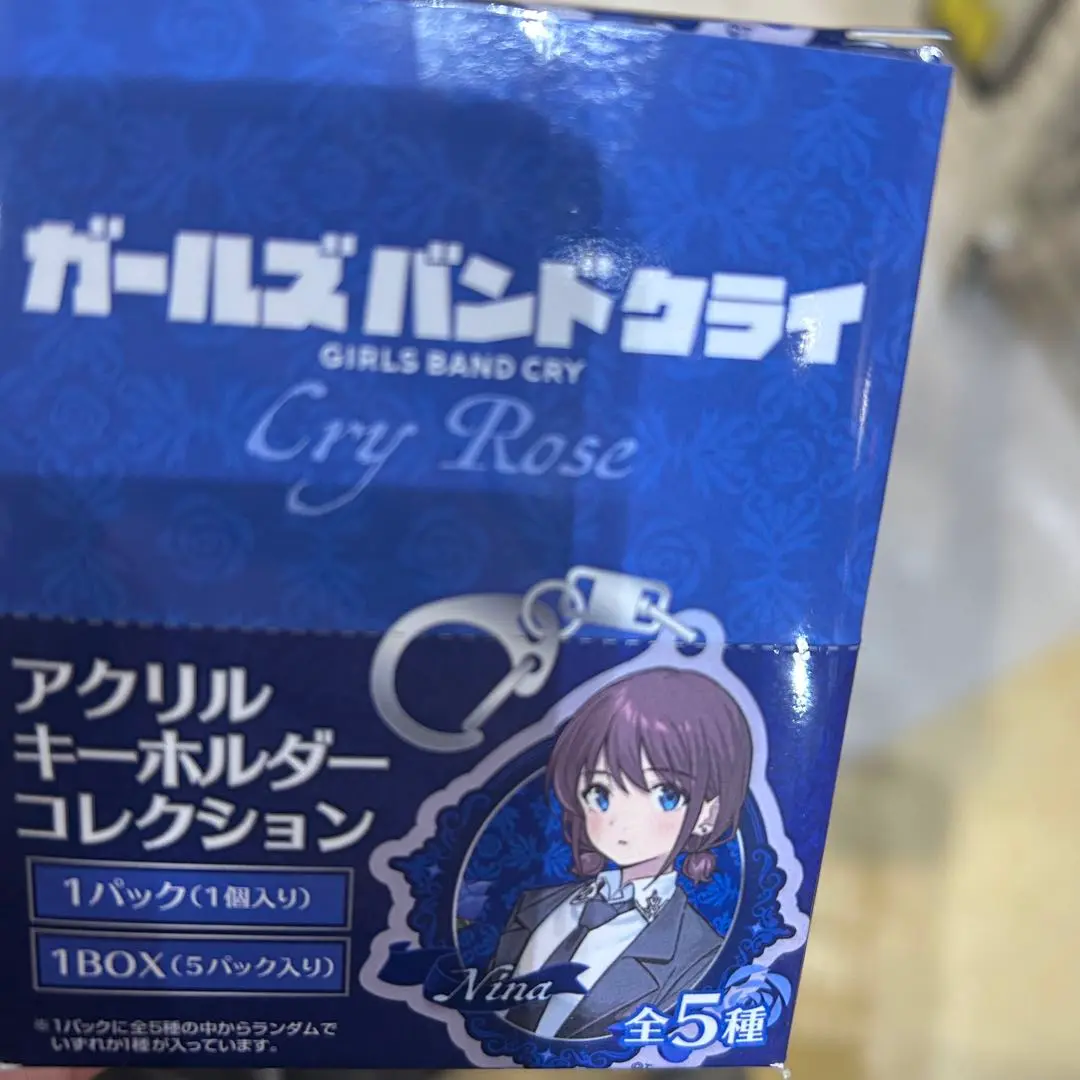 ガールズバンドクライ
GIRLS BAND CRY
Cry Rose
アクリル
キーホルダー
コレクション
1パック(1個入り)
1BOX(5パック入り)
※1パックに全5種の中からランダムで
いずれか1種が入っています。
Nina
全5種